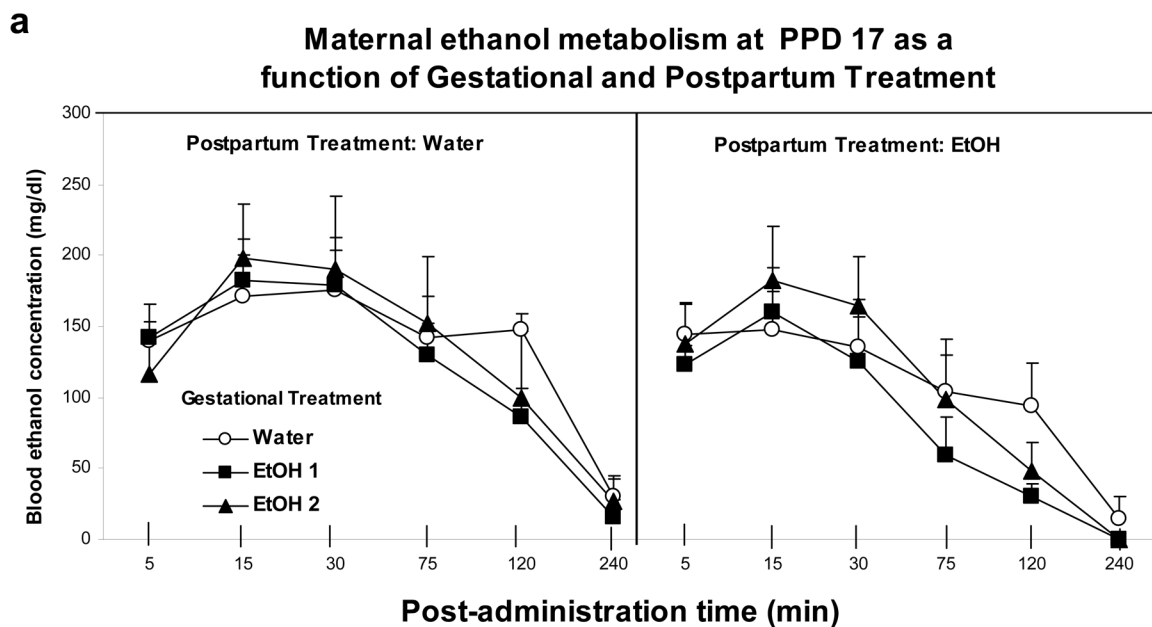 a
Maternal ethanol metabolism at PPD 17 as a
function of Gestational and Postpartum Treatment
Blood ethanol concentration (mg/dl)
300
250
200
150
100
50
0
Postpartum Treatment: Water
Gestational Treatment
Water
EtOH 1
EtOH 2
Postpartum Treatment: EtOH
5 15 30 75 120 240 5 15 30 75 120 240
Post-administration time (min)